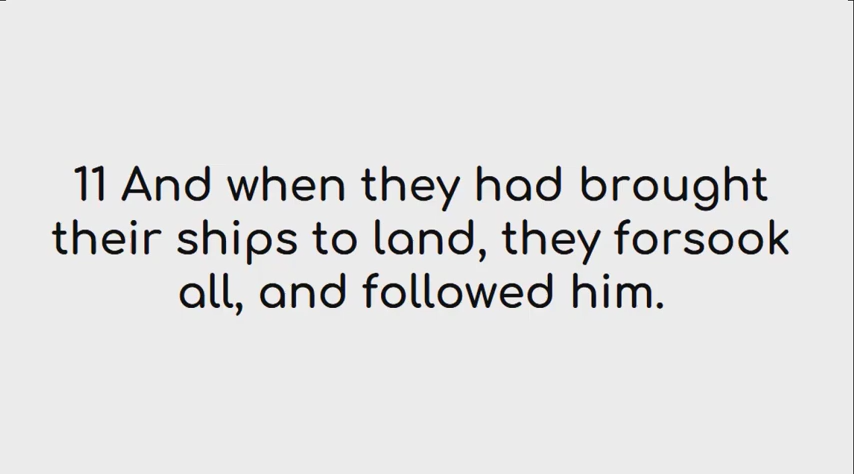 11 And when they had brought
their ships to land, they forsook
all, and followed him.